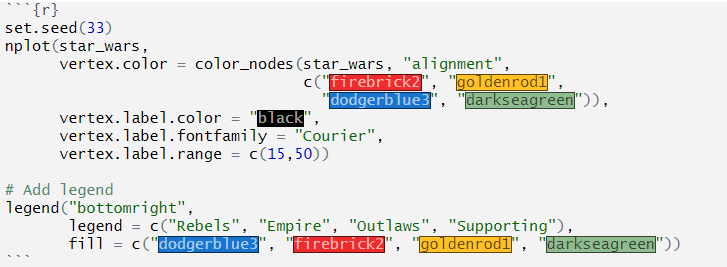 ```{r}
set.seed(33)
nplot(star_wars,
      vertex.color = color_nodes(star_wars, "alignment",
                                 c("firebrick2", "goldenrod1",
                                   "dodgerblue3", "darkseagreen")),
      vertex.label.color = "black",
      vertex.label.fontfamily = "Courier",
      vertex.label.range = c(15,50))
# Add legend
legend("bottomright",
       legend = c("Rebels", "Empire", "Outlaws", "Supporting"),
       fill = c("dodgerblue3", "firebrick2", "goldenrod1", "darkseagreen"))
```